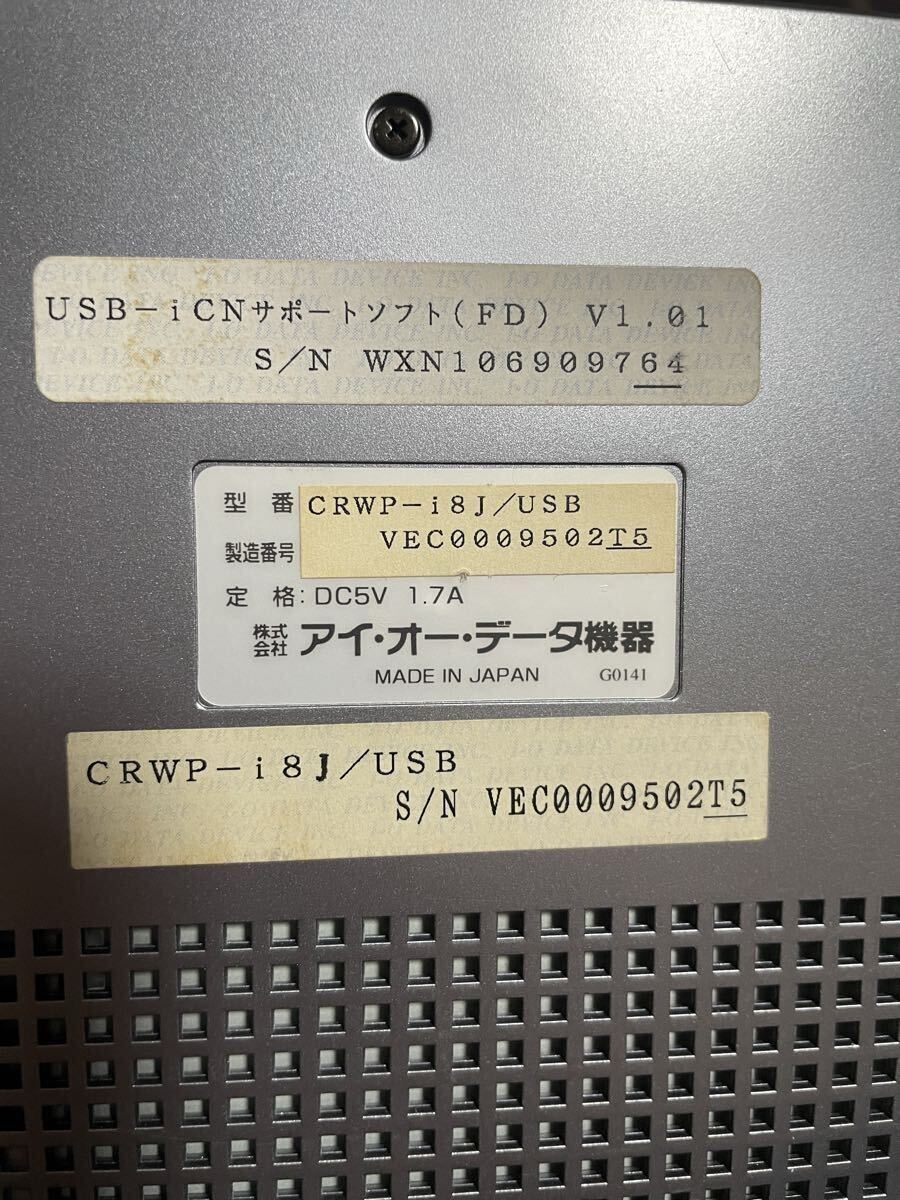 USB-iCNサポートソフト(FD) V1.01
S/N WXN106909764
型番 CRWP-i8J/USB
製造番号 VEC0009502T5
定格:DC5V 1.7A
株式会社 アイ・オー・データ機器
MADE IN JAPAN G0141
CRWP-i8J/USB
S/N VEC0009502T5